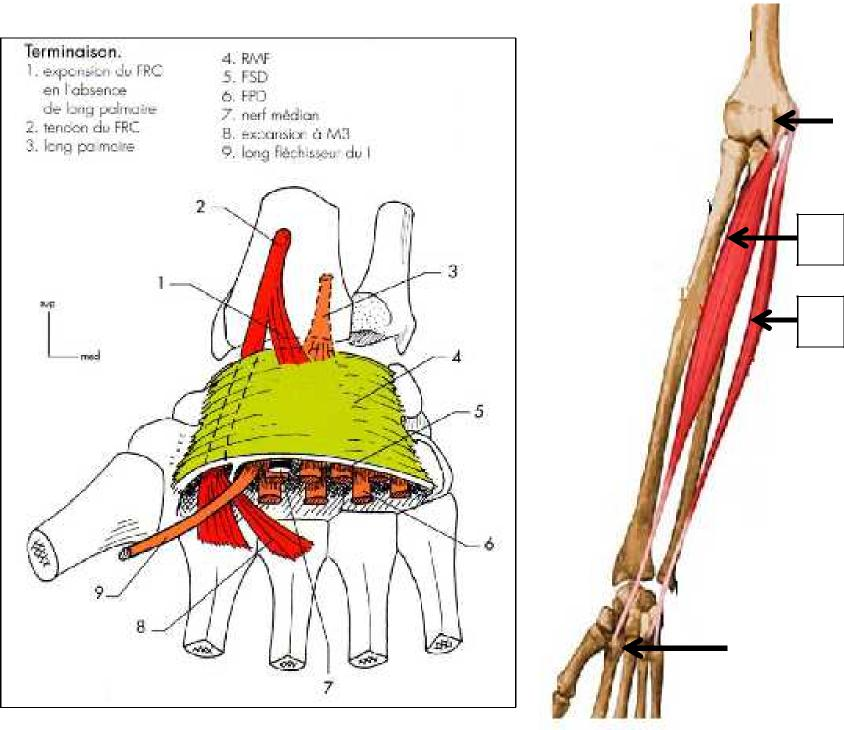 Terminaison.
1. expansion du FRC
en l'absence
de long palmaire
2. tendon du FRC
3. long palmaire
4. RMF
5. FSD
6. FPD
7. nerf médian
8. expansion à M3
9. long fléchisseur du I
2
1
3
sup
med
4
5
6
9
8
7